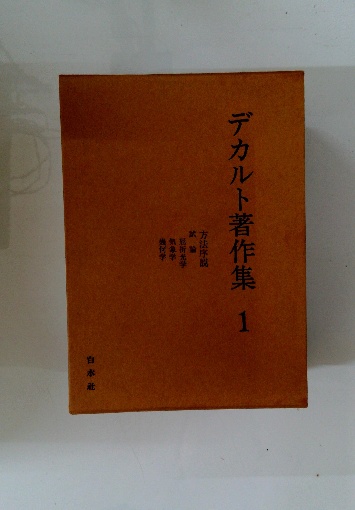 デカルト著作集 1
方法序説
試論
屈折光学
気象学
幾何学
白水社